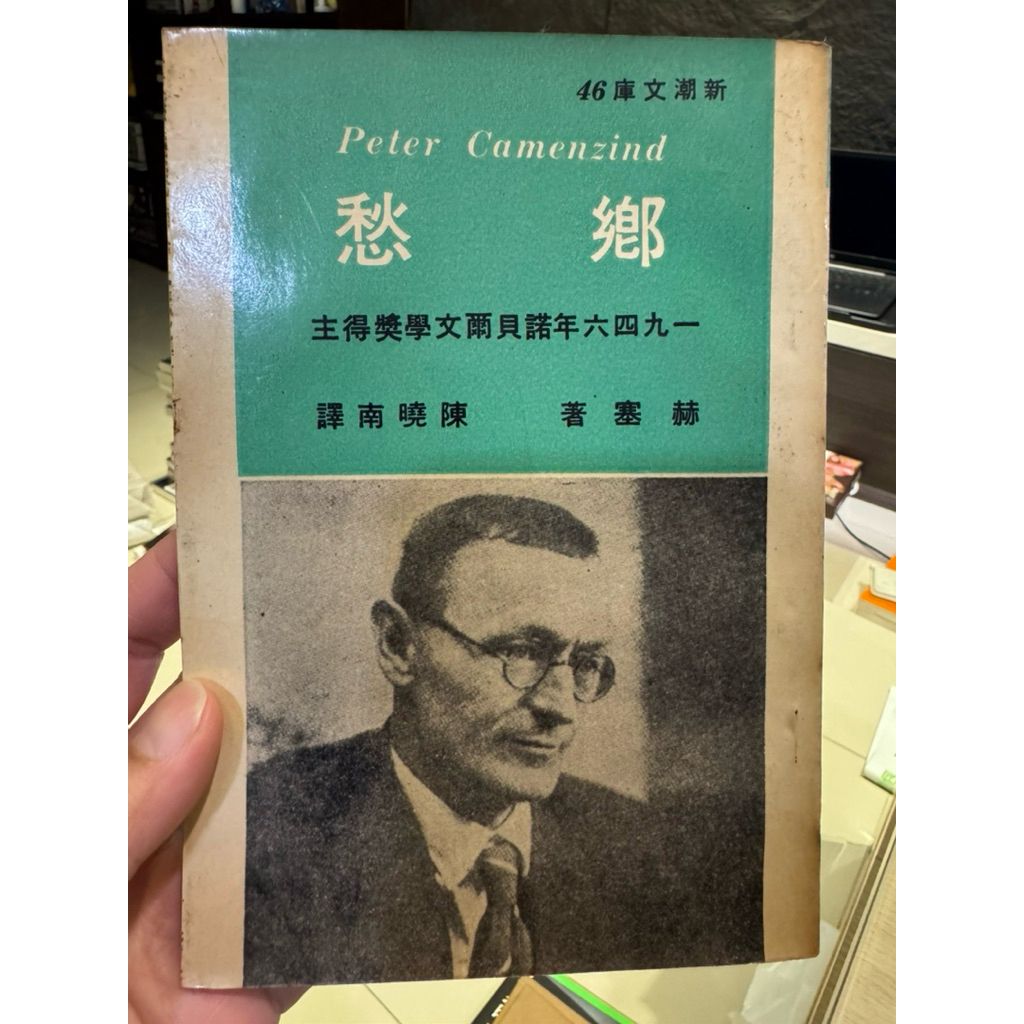 新潮文庫46
Peter Camenzind
鄉愁
一九四六年諾貝爾文學獎得主
赫塞著 陳曉南譯